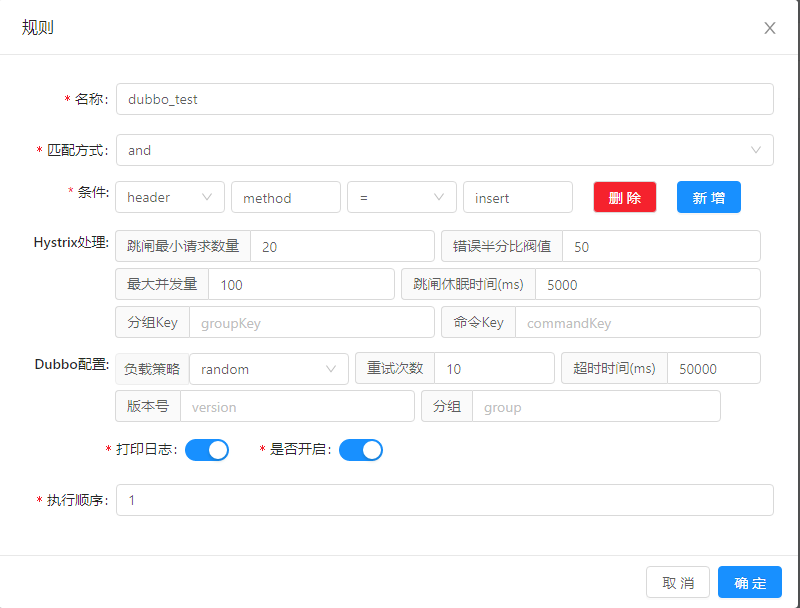 规则
* 名称: dubbo_test
* 匹配方式: and
* 条件: header method = insert 删 除 新 增
Hystrix处理: 跳闸最小请求数量 20 错误半分比阀值 50
最大并发量 100 跳闸休眠时间(ms) 5000
分组Key groupKey 命令Key commandKey
Dubbo配置: 负载策略 random 重试次数 10 超时时间(ms) 50000
版本号 version 分组 group
* 打印日志: * 是否开启:
* 执行顺序: 1
取 消 确 定